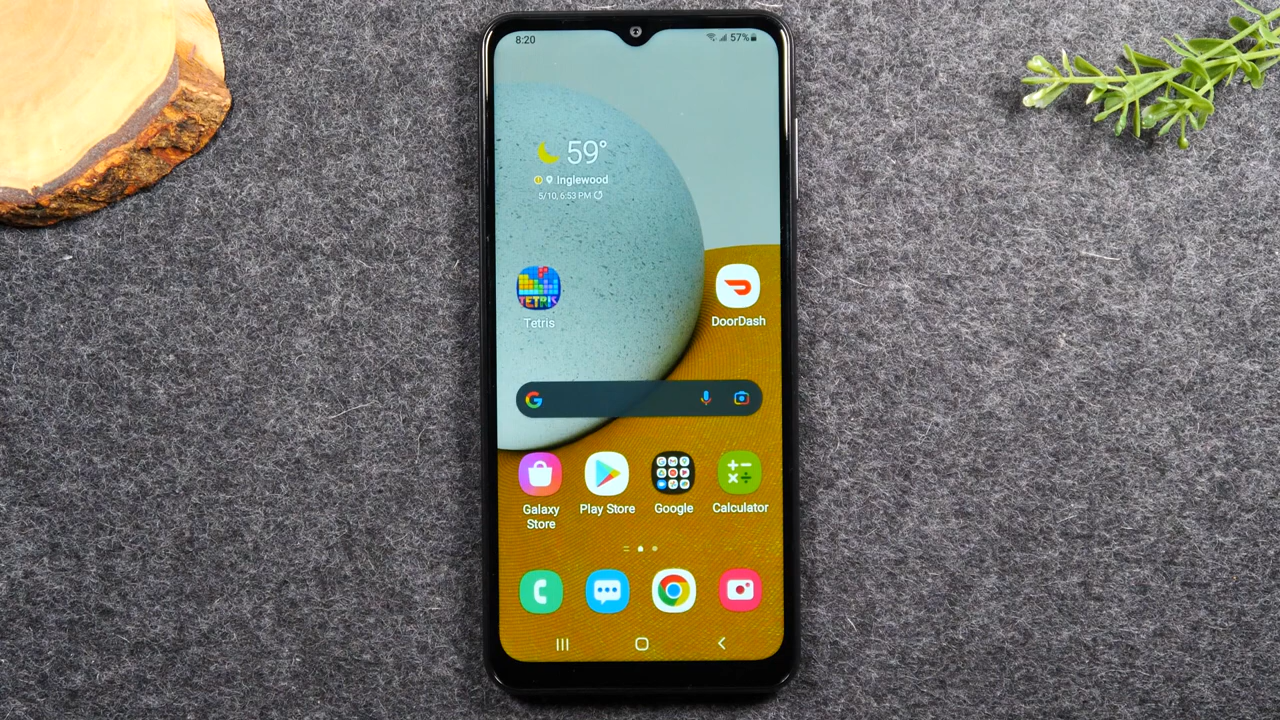 8:20
57%
59°
Inglewood
5/10, 6:53 PM
TETRIS
Tetris
DoorDash
G
Galaxy
Store
Play Store
Google
Calculator